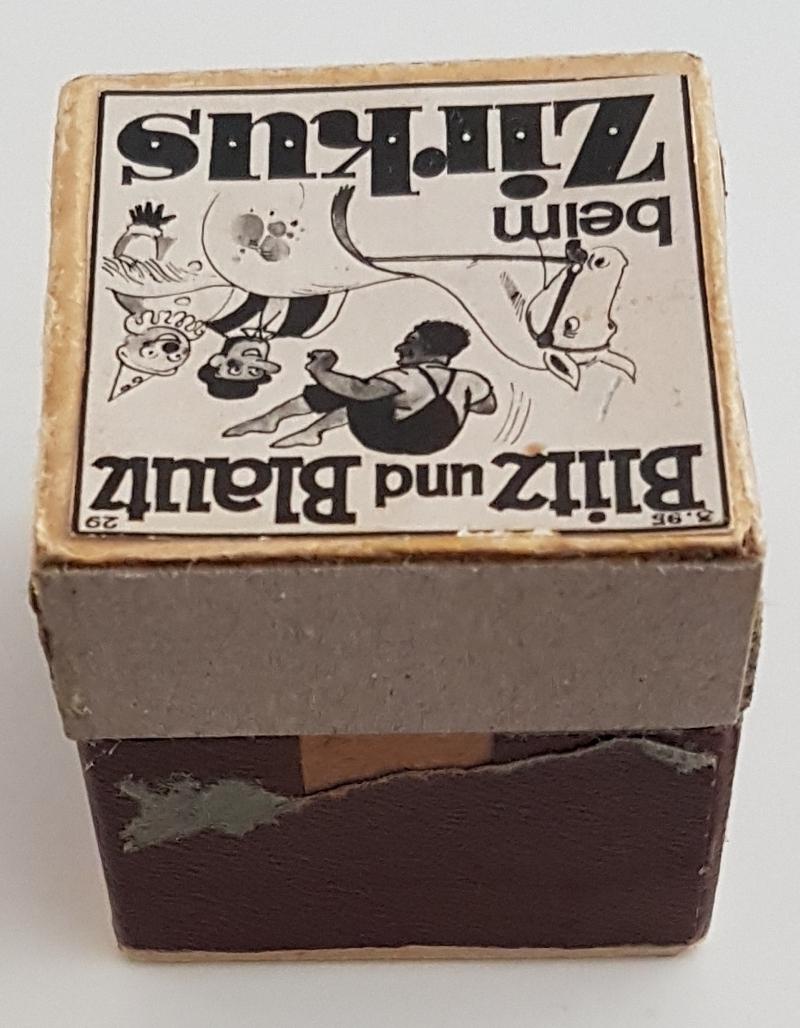 29
Blitz und Blautz
beim
Zirkus